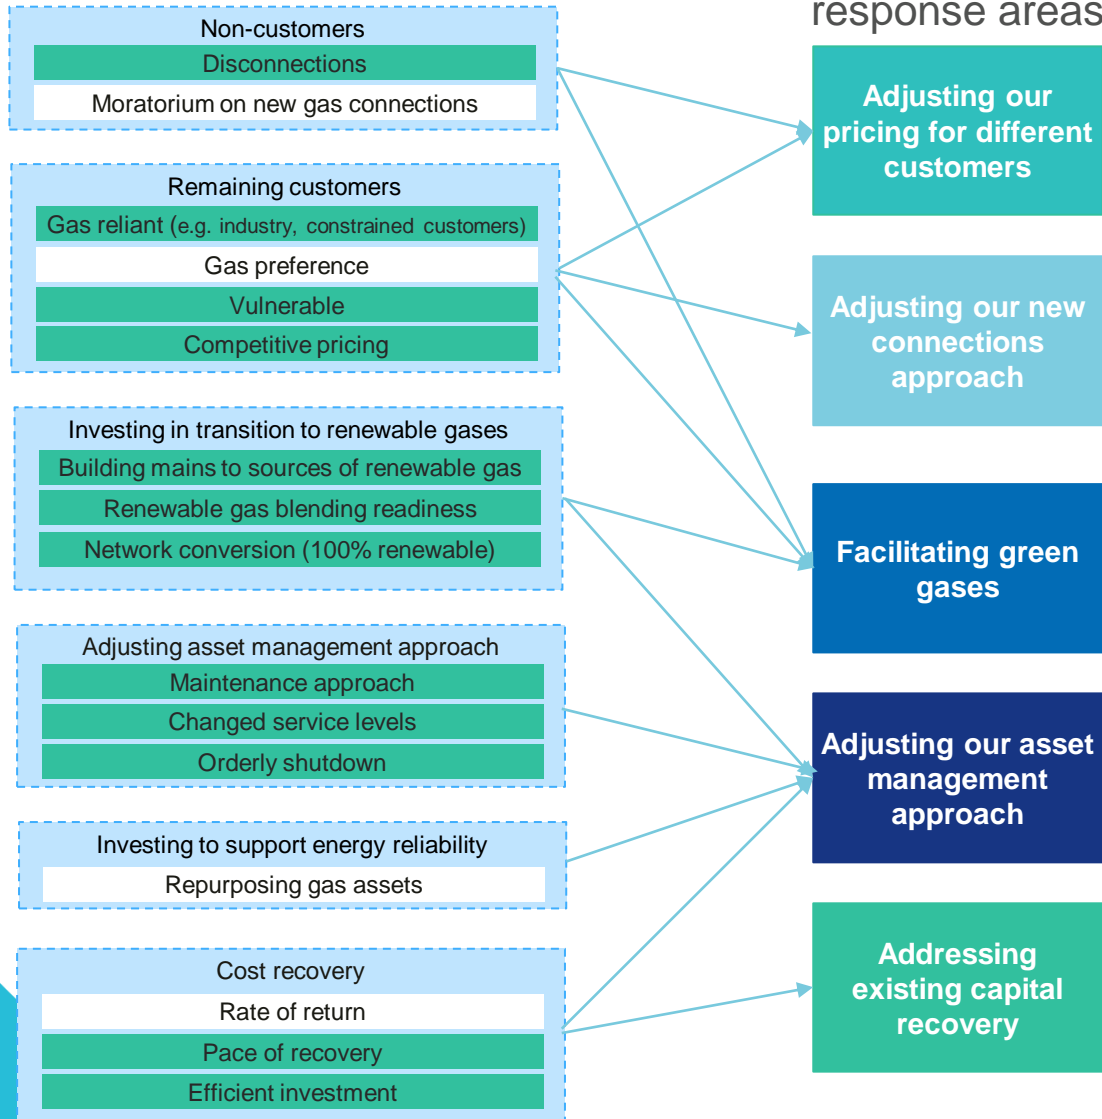 Non-customers
Disconnections
Moratorium on new gas connections
Remaining customers
Gas reliant (e.g. industry, constrained customers)
Gas preference
Vulnerable
Competitive pricing
Investing in transition to renewable gases
Building mains to sources of renewable gas
Renewable gas blending readiness
Network conversion (100% renewable)
Adjusting asset management approach
Maintenance approach
Changed service levels
Orderly shutdown
Investing to support energy reliability
Repurposing gas assets
Cost recovery
Rate of return
Pace of recovery
Efficient investment
response areas
Adjusting our
pricing for different
customers
Adjusting our new
connections
approach
Facilitating green
gases
Adjusting our asset
management
approach
Addressing
existing capital
recovery